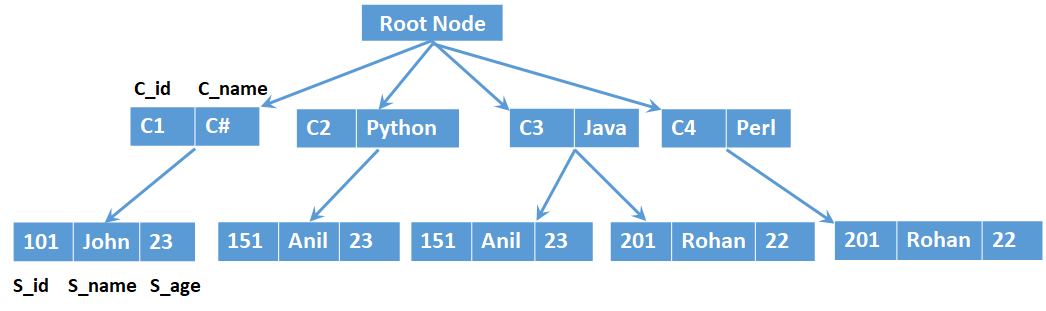 Root Node
C_id C_name
C1 C# C2 Python C3 Java C4 Perl
101 John 23 151 Anil 23 151 Anil 23 201 Rohan 22 201 Rohan 22
S_id S_name S_age